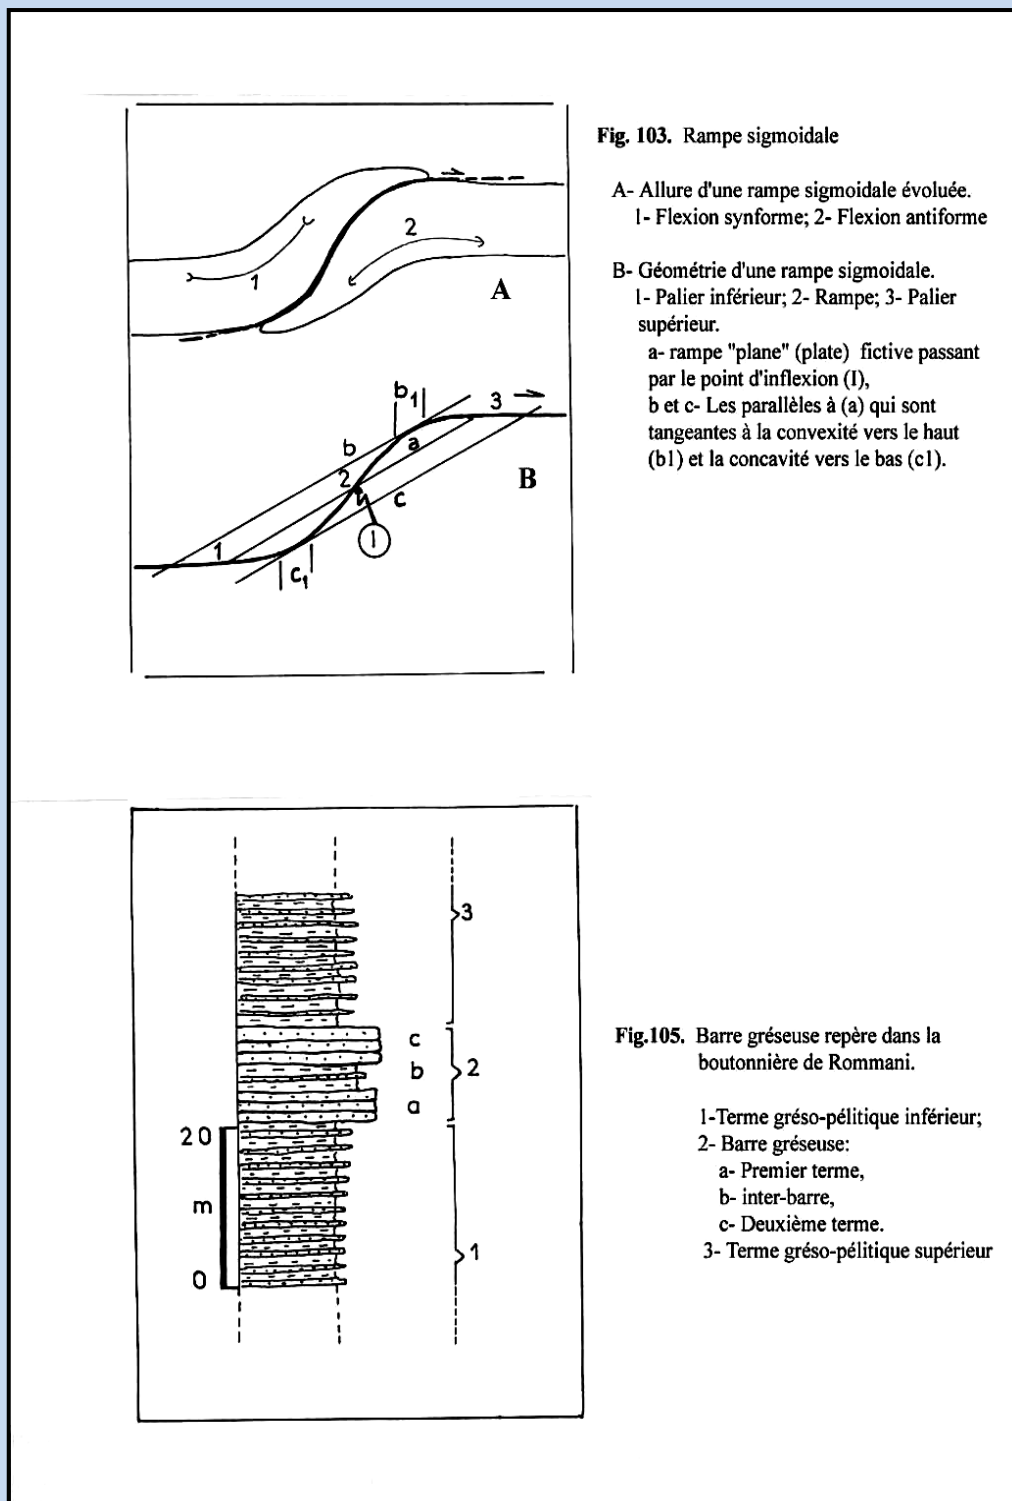 Fig. 103. Rampe sigmoidale
A- Allure d'une rampe sigmoidale évoluée.
1- Flexion synforme; 2- Flexion antiforme
B- Géométrie d'une rampe sigmoidale.
1- Palier inférieur; 2- Rampe; 3- Palier
supérieur.
a- rampe "plane" (plate) fictive passant
par le point d'inflexion (I),
b et c- Les parallèles à (a) qui sont
tangeantes à la convexité vers le haut
(b1) et la concavité vers le bas (c1).
1
2
A
b1
3
b
a
2
c
B
1
I
c1
3
c
b
2
a
20
m
1
0
Fig.105. Barre gréseuse repère dans la
boutonnière de Rommani.
1-Terme gréso-pélitique inférieur;
2- Barre gréseuse:
a- Premier terme,
b- inter-barre,
c- Deuxième terme.
3- Terme gréso-pélitique supérieur